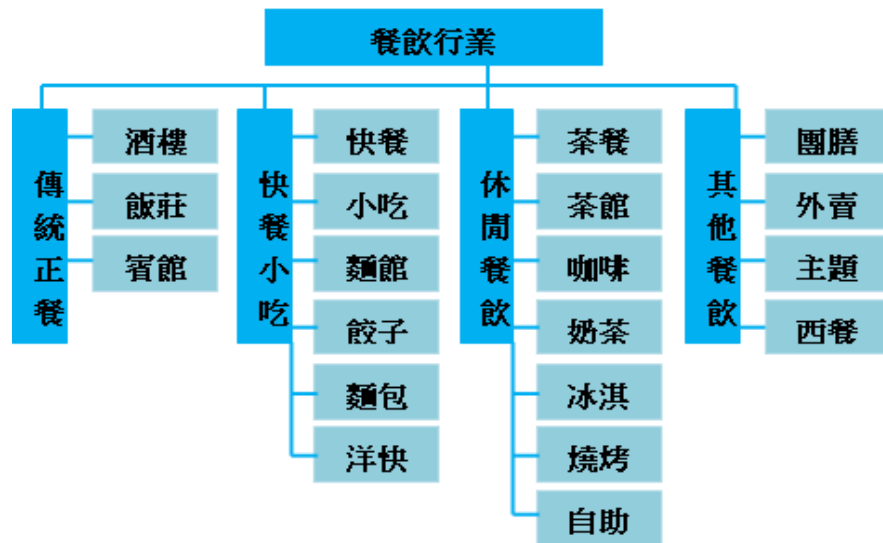 餐飲行業
傳統正餐
酒樓
飯莊
賓館
快餐小吃
快餐
小吃
麵館
餃子
麵包
洋快
休閒餐飲
茶餐
茶館
咖啡
奶茶
冰淇
燒烤
自助
其他餐飲
團膳
外賣
主題
西餐